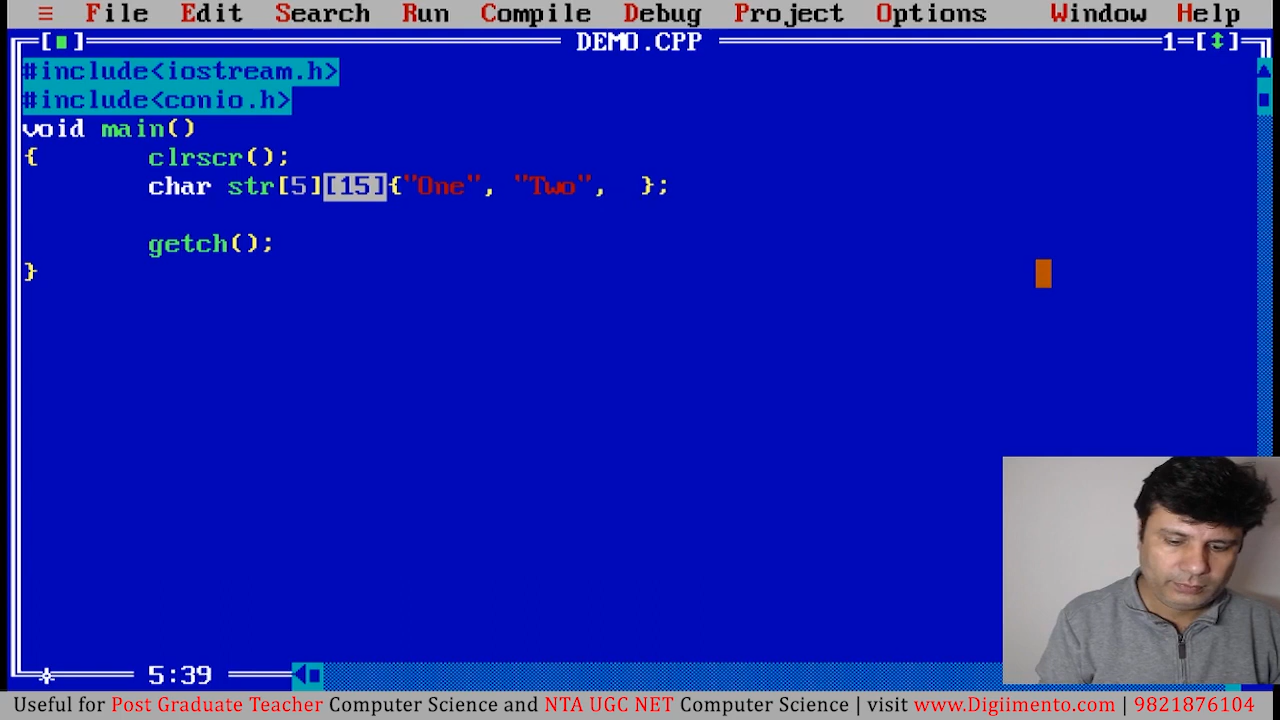 ≡ File Edit Search Run Compile Debug Project Options Window Help
[■] DEMO.CPP 1=[↕]
#include<iostream.h>
#include<conio.h>
void main()
{ clrscr();
char str[5][15]{"One", "Two", };
getch();
}
5:39
Useful for Post Graduate Teacher Computer Science and NTA UGC NET Computer Science | visit www.Digiimento.com | 9821876104